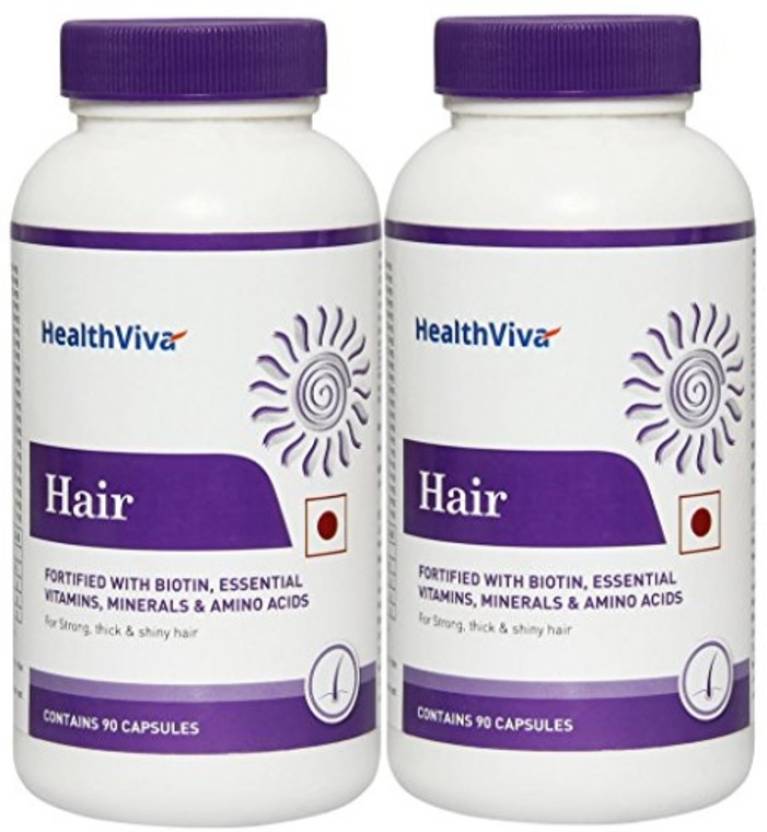 HealthViva
Hair
FORTIFIED WITH BIOTIN, ESSENTIAL
VITAMINS, MINERALS & AMINO ACIDS
For Strong, thick & shiny hair
CONTAINS 90 CAPSULES
HealthViva
Hair
FORTIFIED WITH BIOTIN, ESSENTIAL
VITAMINS, MINERALS & AMINO ACIDS
For Strong, thick & shiny hair
CONTAINS 90 CAPSULES